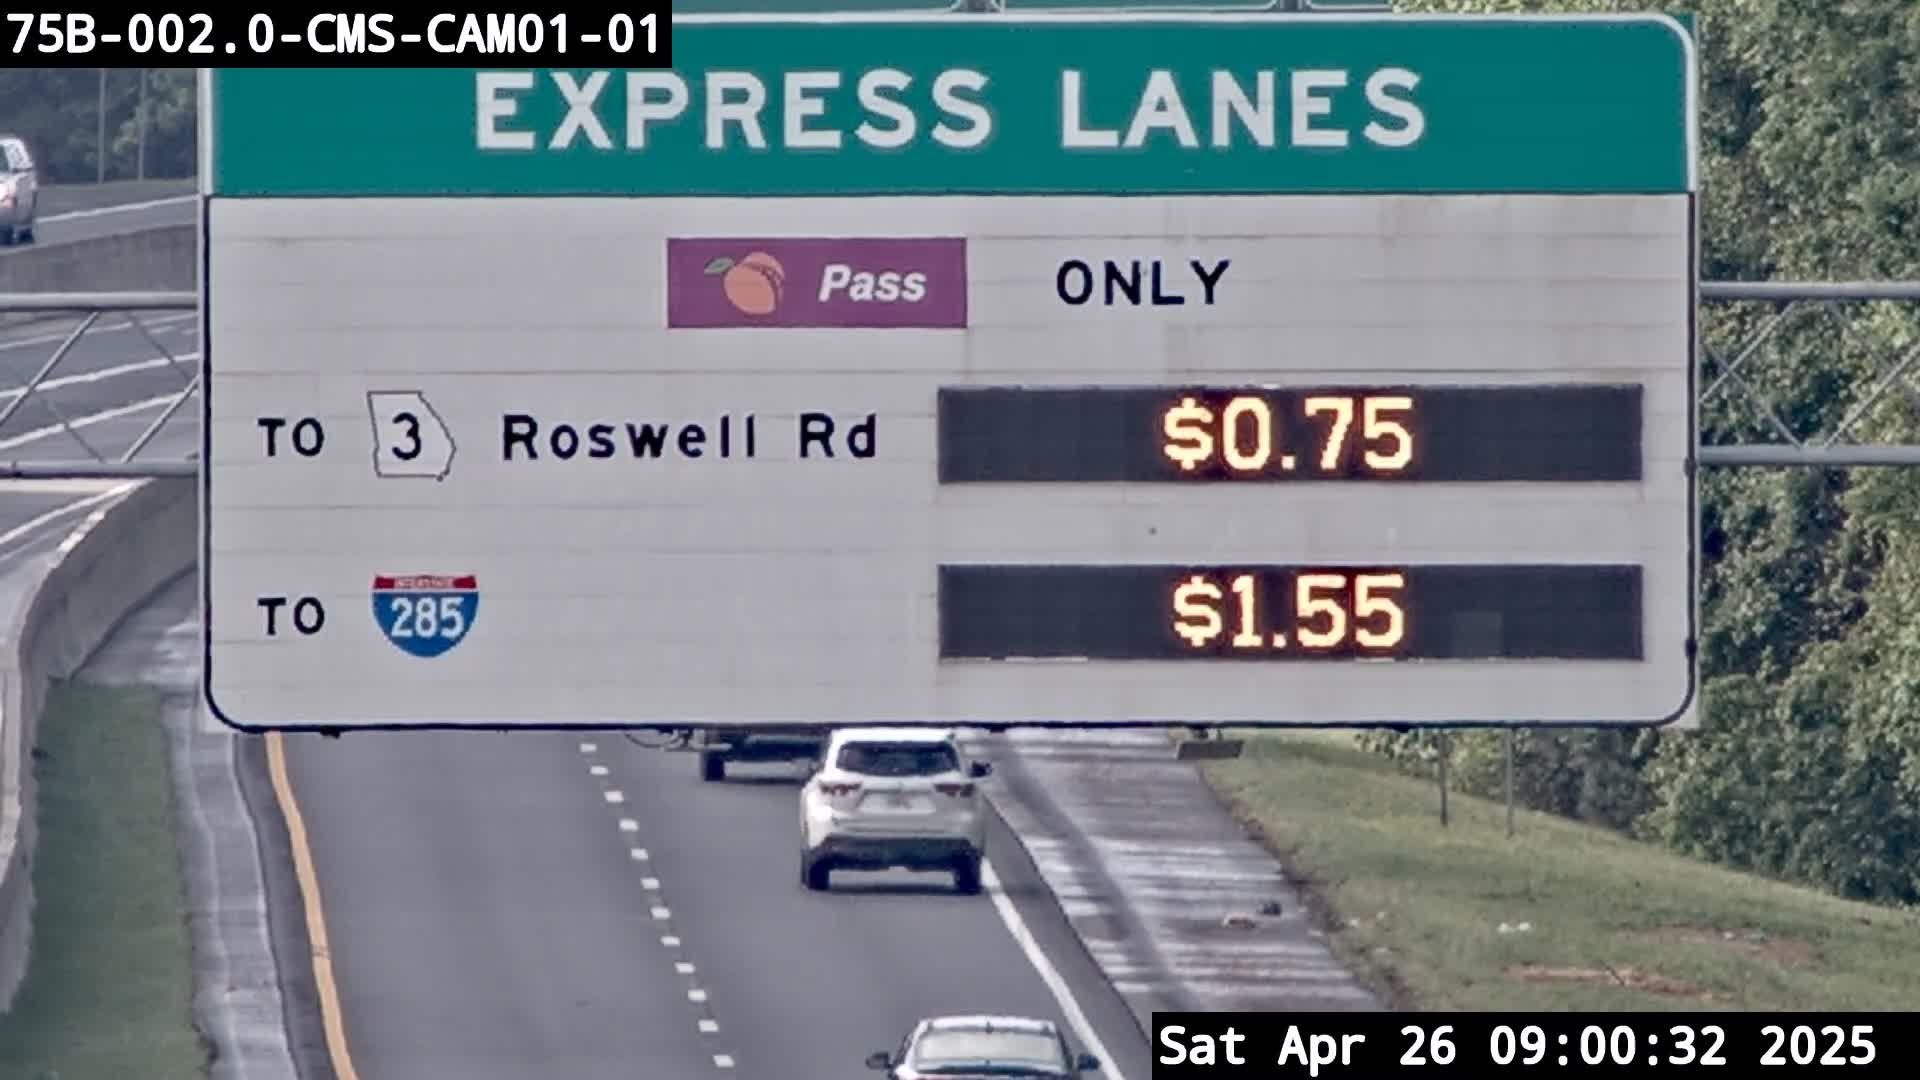 75B-002.0-CMS-CAM01-01
EXPRESS LANES
Pass ONLY
TO 3 Roswell Rd $0.75
INTERSTATE
TO 285 $1.55
Sat Apr 26 09:00:32 2025